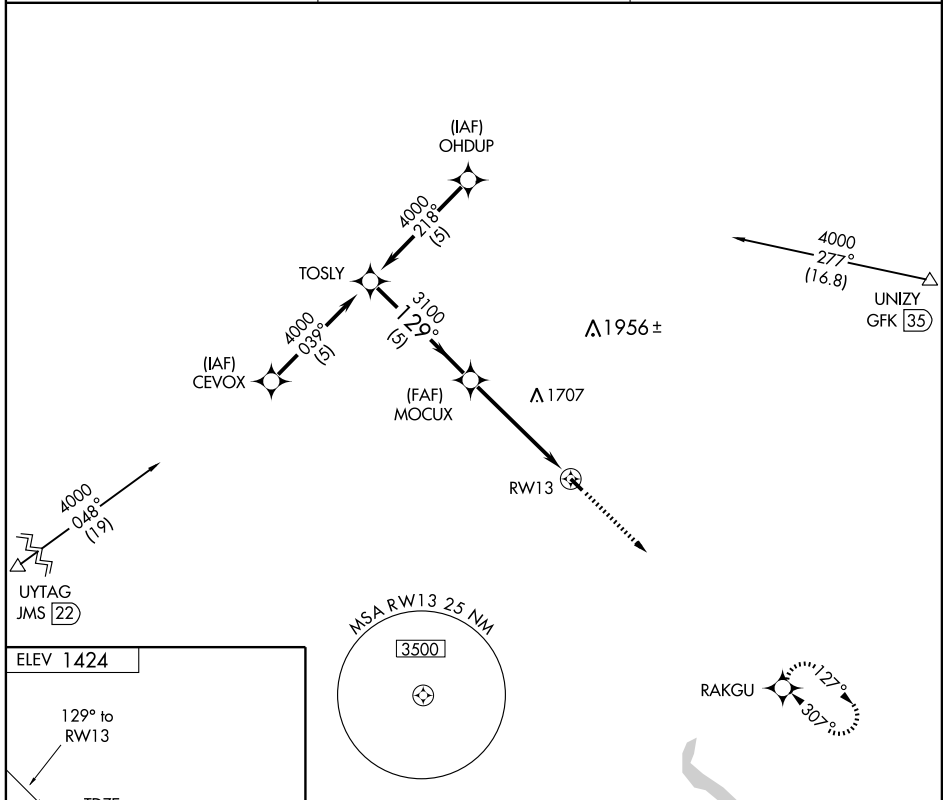 (IAF)
OHDUP
4000
218°
(5)
TOSLY
3100
129°
(5)
4000
039°
(5)
(IAF)
CEVOX
(FAF)
MOCUX
1956 ±
1707
4000
277°
(16.8)
UNIZY
GFK 35
RW13
4000
048°
(19)
UYTAG
JMS 22
MSA RW13 25 NM
3500
ELEV 1424
129° to
RW13
RAKGU
127°
307°
TDZE